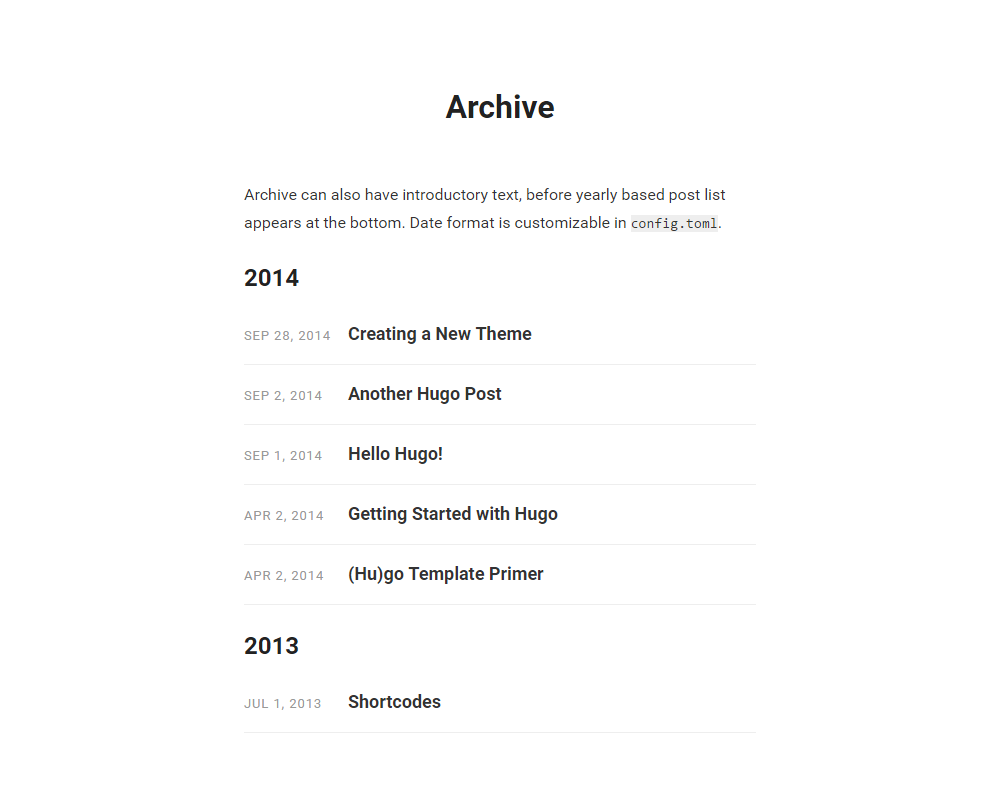 Archive
Archive can also have introductory text, before yearly based post list
appears at the bottom. Date format is customizable in config.toml.
2014
SEP 28, 2014 Creating a New Theme
SEP 2, 2014 Another Hugo Post
SEP 1, 2014 Hello Hugo!
APR 2, 2014 Getting Started with Hugo
APR 2, 2014 (Hu)go Template Primer
2013
JUL 1, 2013 Shortcodes